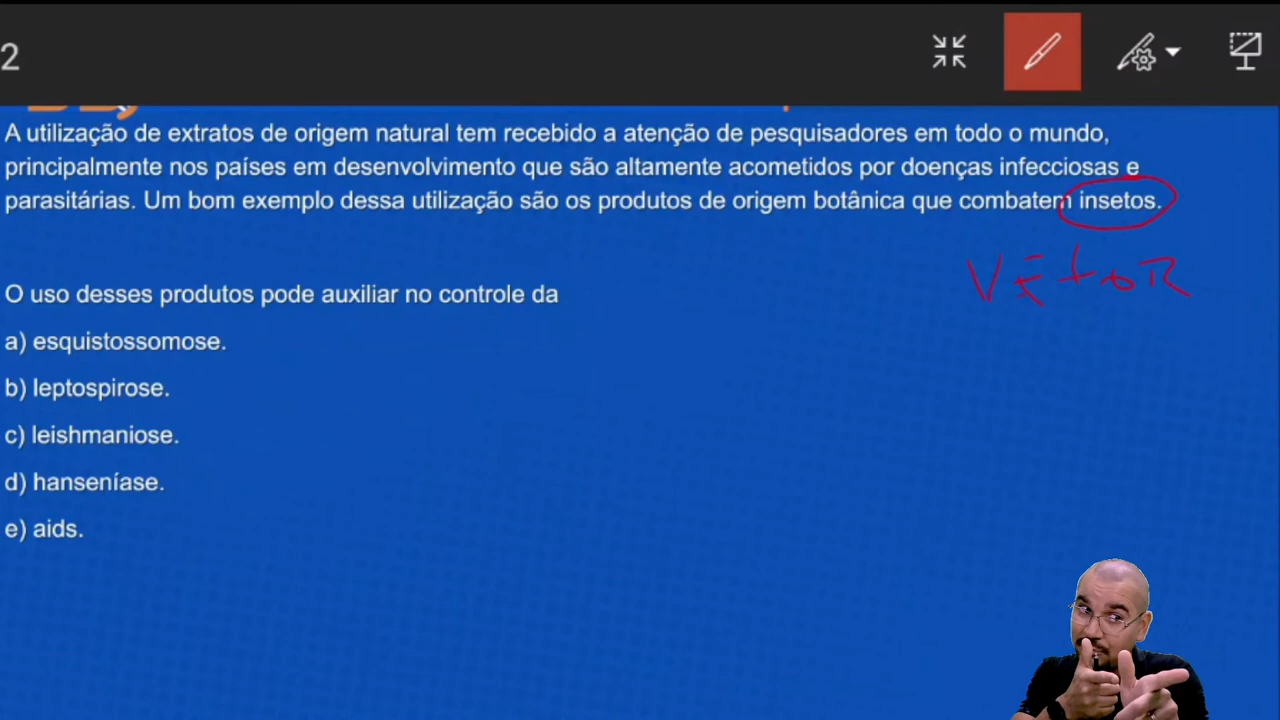 2
A utilização de extratos de origem natural tem recebido a atenção de pesquisadores em todo o mundo,
principalmente nos países em desenvolvimento que são altamente acometidos por doenças infecciosas e
parasitárias. Um bom exemplo dessa utilização são os produtos de origem botânica que combatem insetos.
VEtoR
O uso desses produtos pode auxiliar no controle da
a) esquistossomose.
b) leptospirose.
c) leishmaniose.
d) hanseníase.
e) aids.